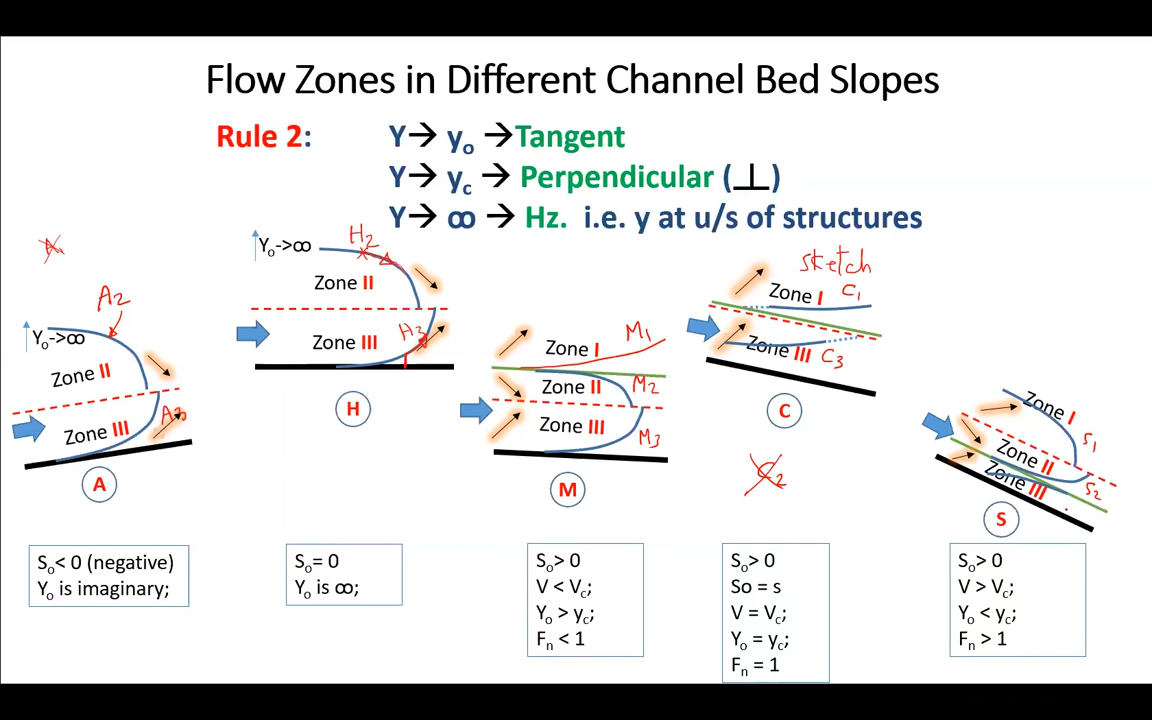 Flow Zones in Different Channel Bed Slopes
Rule 2: Y→ yo →Tangent
Y→ yc → Perpendicular (⊥)
Y→ ∞ → Hz. i.e. y at u/s of structures
A2
Yo->∞
Zone II
A3
Zone III
A
H2
Yo->∞
Zone II
H3
Zone III
H
M1
Zone I
Zone II M2
Zone III M3
M
sketch
Zone I C1
Zone III C3
C
C2
Zone I
S1
Zone II
S2
Zone III
S
So< 0 (negative)
Yo is imaginary;
So= 0
Yo is ∞;
So> 0
V < Vc;
Yo > yc;
Fn < 1
So> 0
So = s
V = Vc;
Yo = yc;
Fn = 1
So> 0
V > Vc;
Yo < yc;
Fn > 1